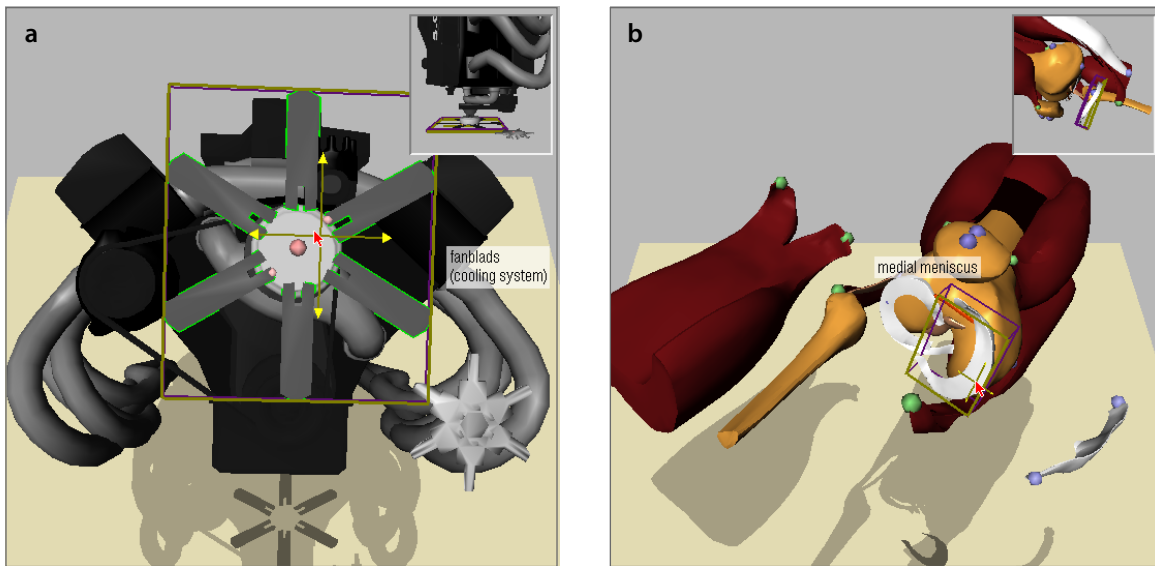 a
fanblads
(cooling system)
b
medial meniscus